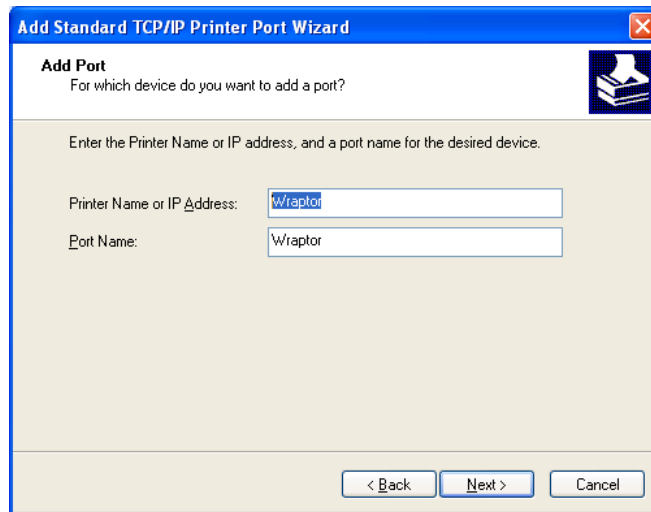 Add Standard TCP/IP Printer Port Wizard
Add Port
For which device do you want to add a port?
Enter the Printer Name or IP address, and a port name for the desired device.
Printer Name or IP Address: Wraptor
Port Name: Wraptor
< Back Next > Cancel